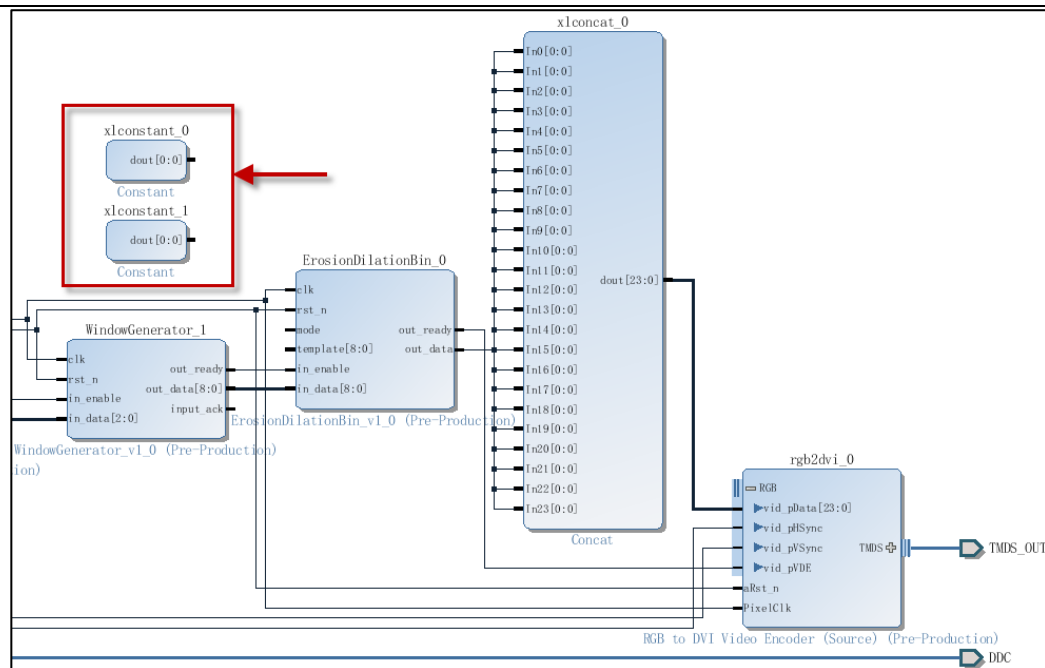 xlconcat_0
In0[0:0]
In1[0:0]
In2[0:0]
In3[0:0]
In4[0:0]
In5[0:0]
In6[0:0]
In7[0:0]
In8[0:0]
In9[0:0]
In10[0:0]
In11[0:0]
In12[0:0]
In13[0:0]
In14[0:0]
In15[0:0]
In16[0:0]
In17[0:0]
In18[0:0]
In19[0:0]
In20[0:0]
In21[0:0]
In22[0:0]
In23[0:0]
dout[23:0]
Concat
xlconstant_0
dout[0:0]
Constant
xlconstant_1
dout[0:0]
Constant
ErosionDilationBin_0
clk
rst_n
mode
template[8:0]
in_enable
in_data[8:0]
out_ready
out_data
ErosionDilationBin_v1_0 (Pre-Production)
WindowGenerator_1
clk
rst_n
in_enable
in_data[2:0]
out_ready
out_data[8:0]
input_ack
WindowGenerator_v1_0 (Pre-Production)
ion)
rgb2dvi_0
RGB
vid_pData[23:0]
vid_pHSync
vid_pVSync
vid_pVDE
aRst_n
PixelClk
TMDS
RGB to DVI Video Encoder (Source) (Pre-Production)
TMDS_OUT
DDC